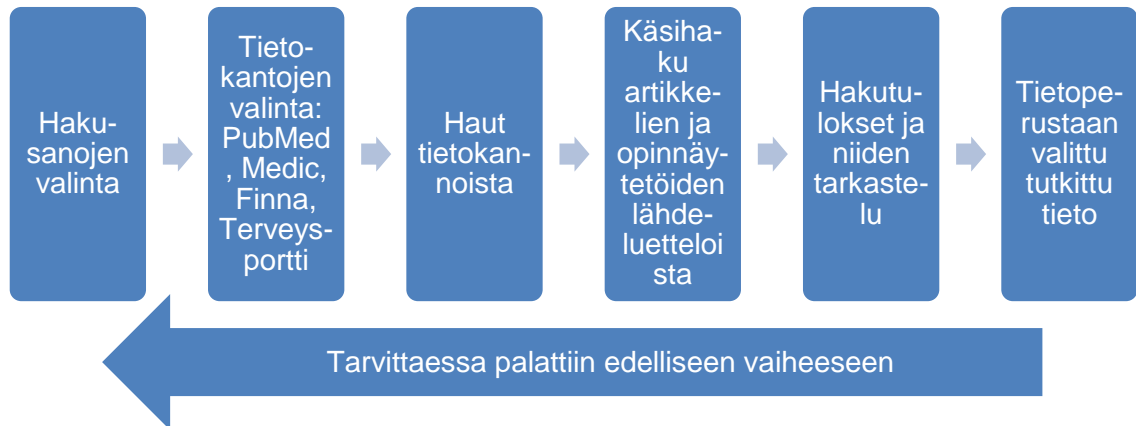 Haku-
sanojen
valinta
Tieto-
kantojen
valinta:
PubMed
, Medic,
Finna,
Terveys-
portti
Haut
tietokan-
noista
Käsiha-
ku
artikke-
lien ja
opinnäy-
tetöiden
lähde-
luetteloi
sta
Hakutu-
lokset ja
niiden
tarkaste-
lu
Tietope-
rustaan
valittu
tutkittu
tieto
Tarvittaessa palattiin edelliseen vaiheeseen